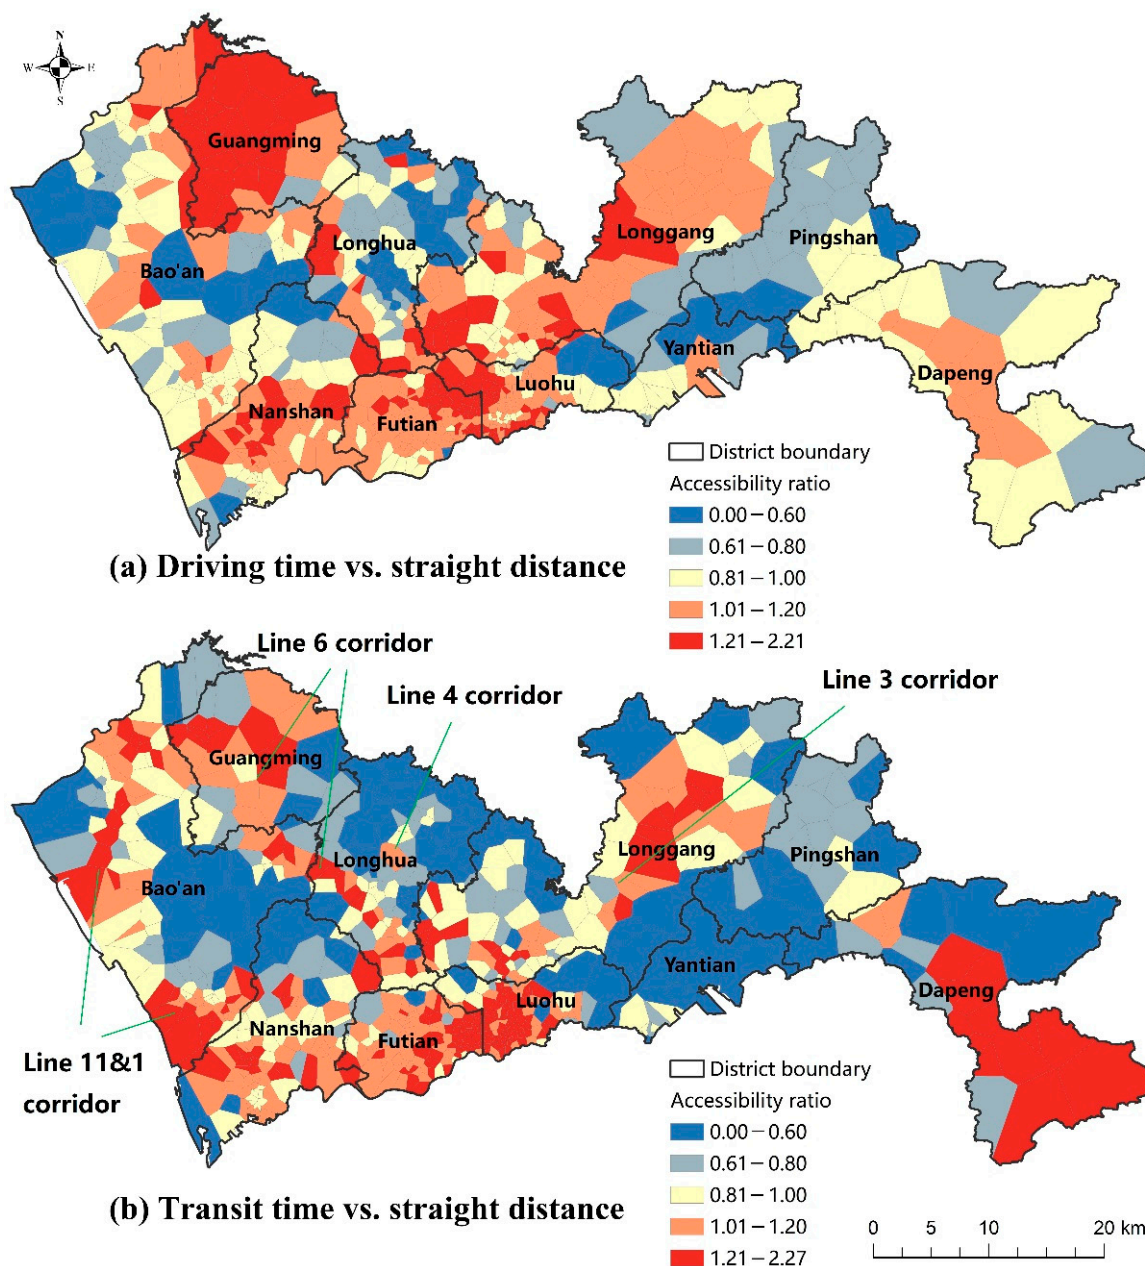 N
W E
S
Guangming
Longhua
Bao'an
Longgang
Pingshan
Yantian
Luohu
Dapeng
Nanshan
Futian
District boundary
Accessibility ratio
0.00－0.60
0.61－0.80
0.81－1.00
1.01－1.20
1.21－2.21
(a) Driving time vs. straight distance
Line 6 corridor
Line 4 corridor
Line 3 corridor
Guangming
Longhua
Bao'an
Longgang
Pingshan
Yantian
Dapeng
Luohu
Nanshan
Futian
Line 11&1
corridor
District boundary
Accessibility ratio
0.00－0.60
0.61－0.80
0.81－1.00
1.01－1.20
1.21－2.27
(b) Transit time vs. straight distance
0 5 10 20 km